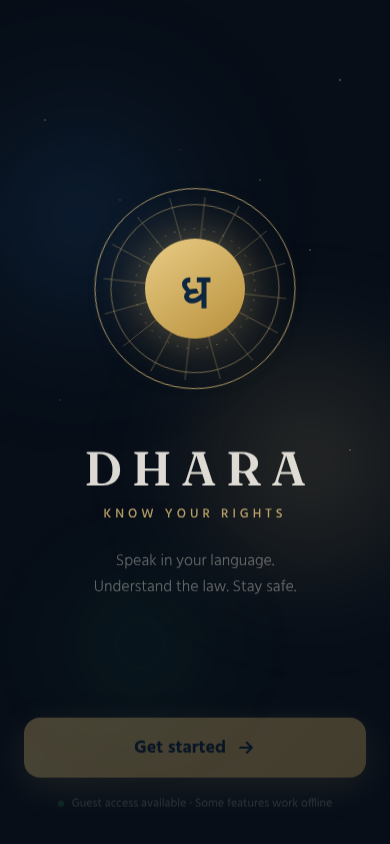 ध
DHARA
KNOW YOUR RIGHTS
Speak in your language.
Understand the law. Stay safe.
Get started →
Guest access available · Some features work offline